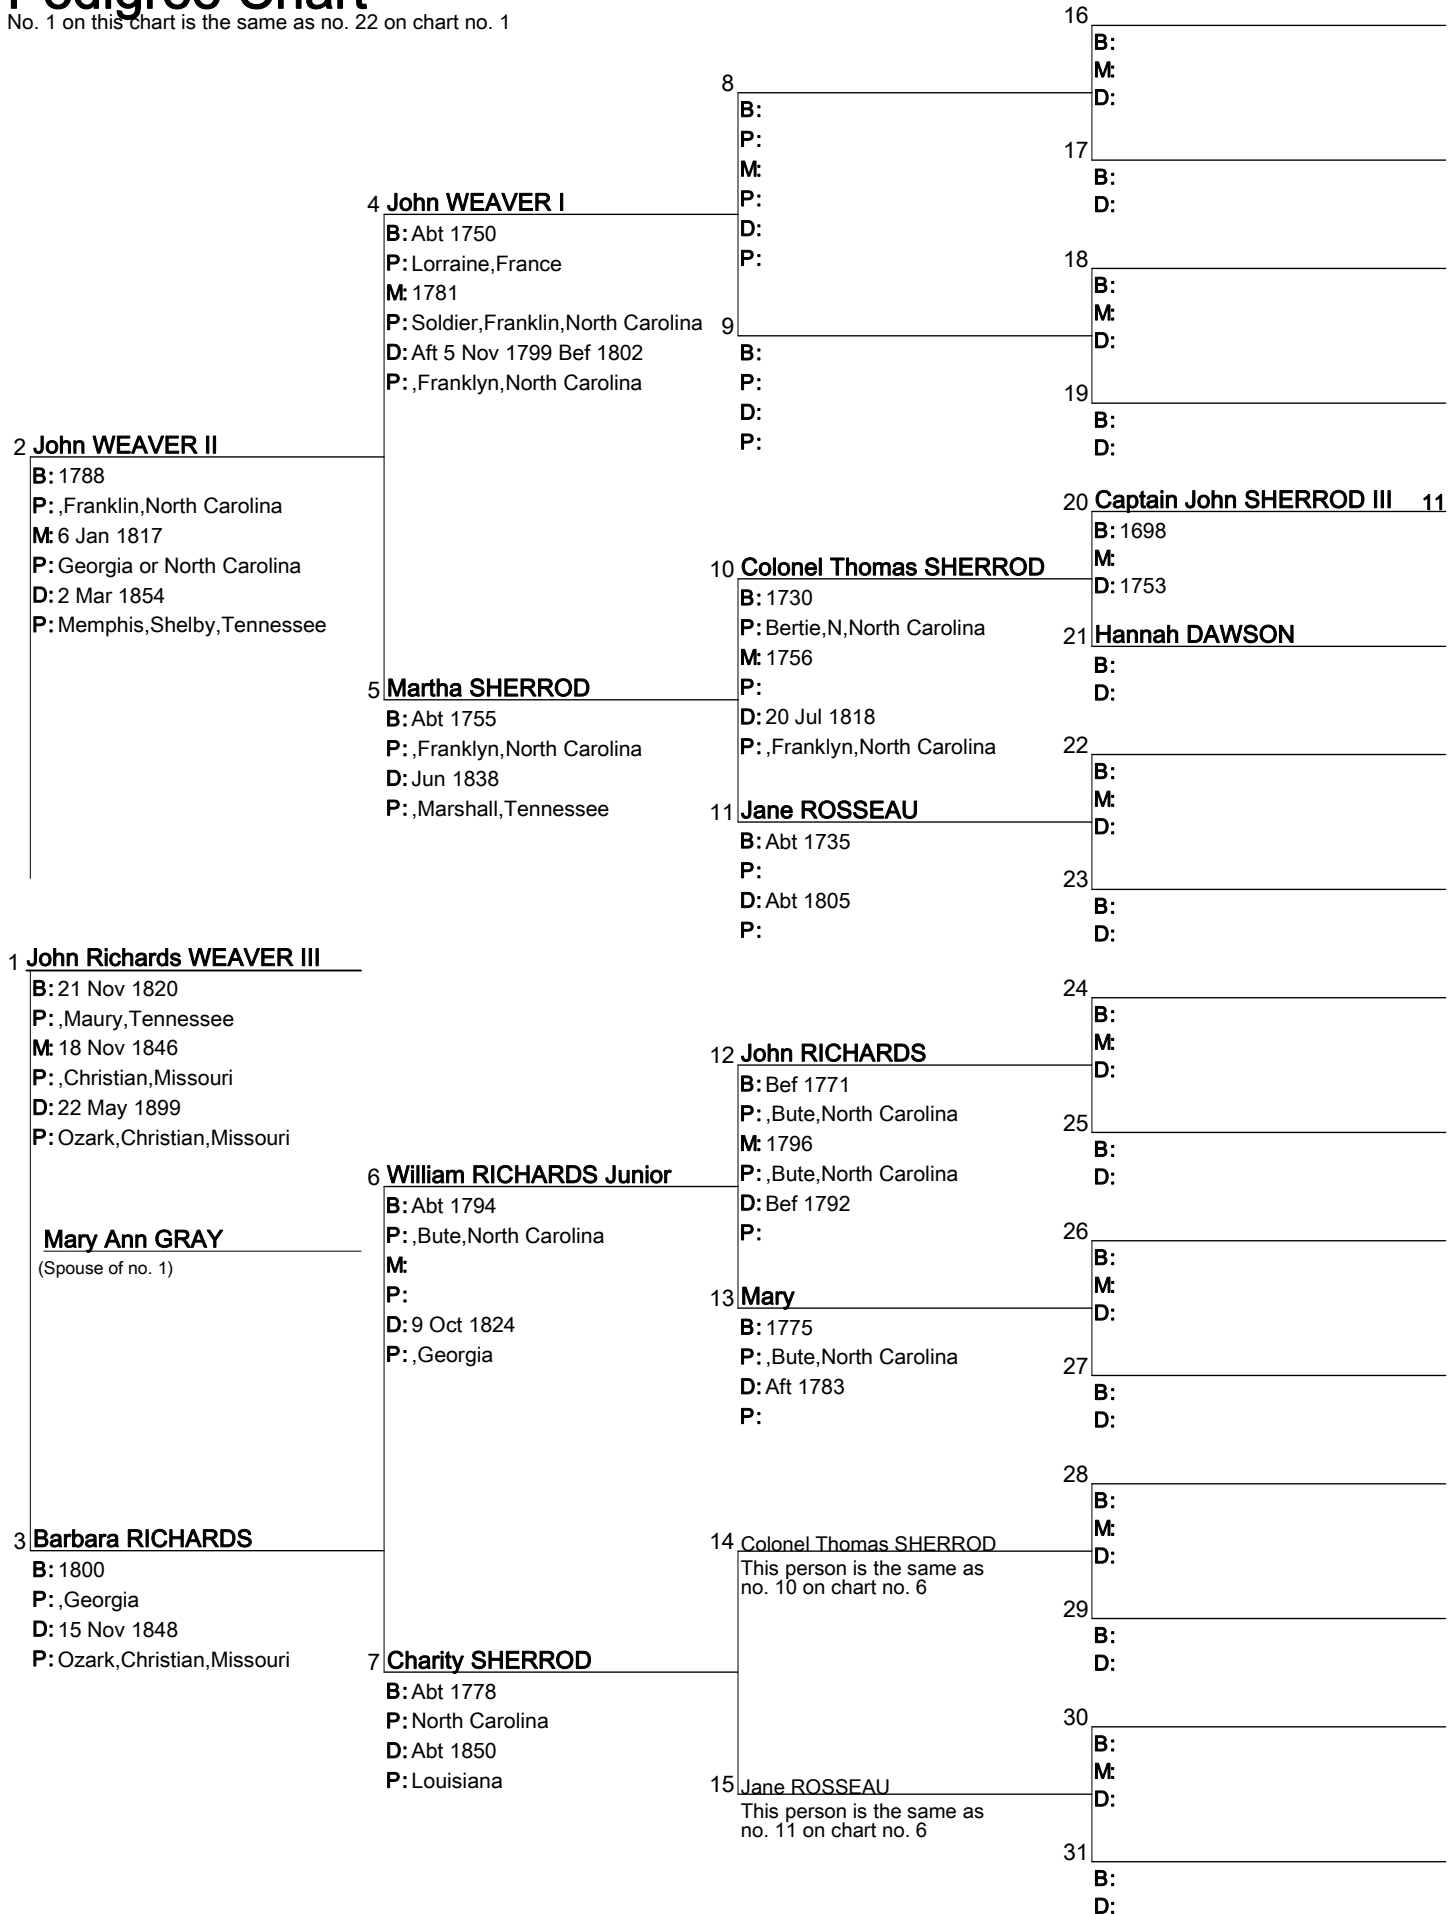 Pedigree Chart
No. 1 on this chart is the same as no. 22 on chart no. 1
16
B:
M:
D:
8
B:
P:
M:
P:
D:
P:
17
B:
D:
4 John WEAVER I
B: Abt 1750
P: Lorraine,France
M: 1781
P: Soldier,Franklin,North Carolina
D: Aft 5 Nov 1799 Bef 1802
P: ,Franklyn,North Carolina
18
B:
M:
D:
9
B:
P:
D:
P:
19
B:
D:
2 John WEAVER II
B: 1788
P: ,Franklin,North Carolina
M: 6 Jan 1817
P: Georgia or North Carolina
D: 2 Mar 1854
P: Memphis,Shelby,Tennessee
20 Captain John SHERROD III 11
B: 1698
M:
D: 1753
10 Colonel Thomas SHERROD
B: 1730
P: Bertie,N,North Carolina
M: 1756
P:
D: 20 Jul 1818
P: ,Franklyn,North Carolina
21 Hannah DAWSON
B:
D:
5 Martha SHERROD
B: Abt 1755
P: ,Franklyn,North Carolina
D: Jun 1838
P: ,Marshall,Tennessee
22
B:
M:
D:
11 Jane ROSSEAU
B: Abt 1735
P:
D: Abt 1805
P:
23
B:
D:
1 John Richards WEAVER III
B: 21 Nov 1820
P: ,Maury,Tennessee
M: 18 Nov 1846
P: ,Christian,Missouri
D: 22 May 1899
P: Ozark,Christian,Missouri
Mary Ann GRAY
(Spouse of no. 1)
24
B:
M:
D:
12 John RICHARDS
B: Bef 1771
P: ,Bute,North Carolina
M: 1796
P: ,Bute,North Carolina
D: Bef 1792
P:
25
B:
D:
6 William RICHARDS Junior
B: Abt 1794
P: ,Bute,North Carolina
M:
P:
D: 9 Oct 1824
P: ,Georgia
26
B:
M:
D:
13 Mary
B: 1775
P: ,Bute,North Carolina
D: Aft 1783
P:
27
B:
D:
3 Barbara RICHARDS
B: 1800
P: ,Georgia
D: 15 Nov 1848
P: Ozark,Christian,Missouri
28
B:
M:
D:
14 Colonel Thomas SHERROD
This person is the same as
no. 10 on chart no. 6
29
B:
D:
7 Charity SHERROD
B: Abt 1778
P: North Carolina
D: Abt 1850
P: Louisiana
30
B:
M:
D:
15 Jane ROSSEAU
This person is the same as
no. 11 on chart no. 6
31
B:
D: